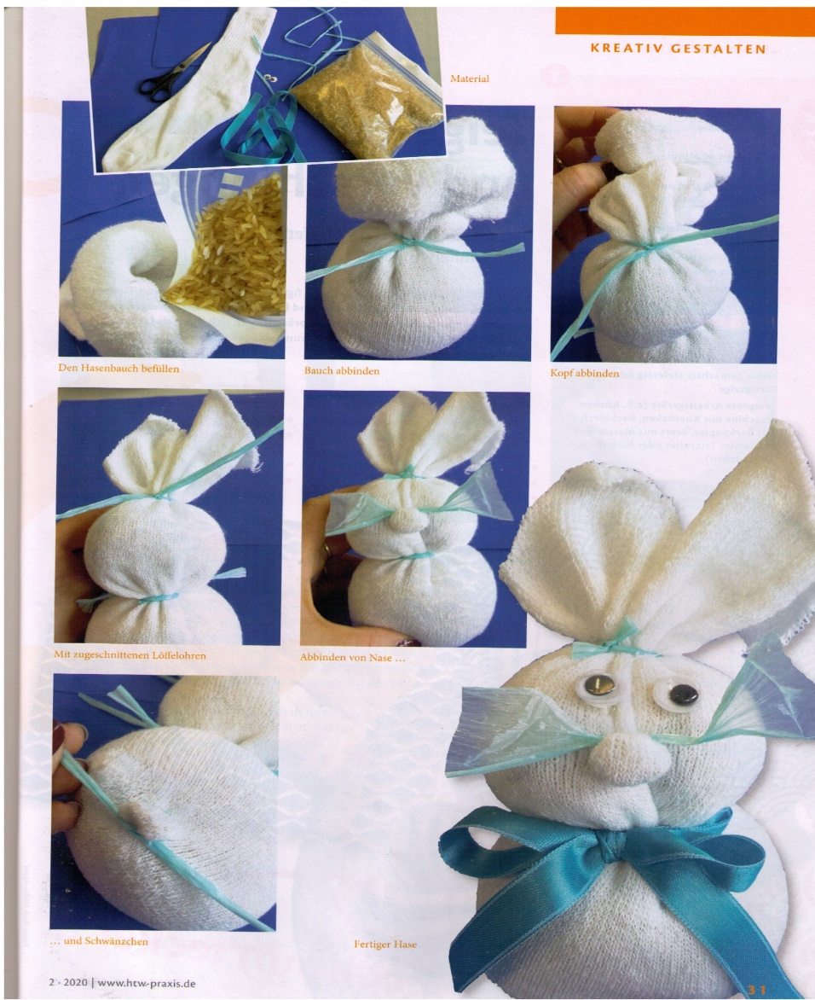 KREATIV GESTALTEN
Material
Den Hasenbauch befüllen
Bauch abbinden
Kopf abbinden
Mit zugeschnittenen Löffelohren
Abbinden von Nase ...
... und Schwänzchen
Fertiger Hase
2 · 2020 | www.htw-praxis.de
31